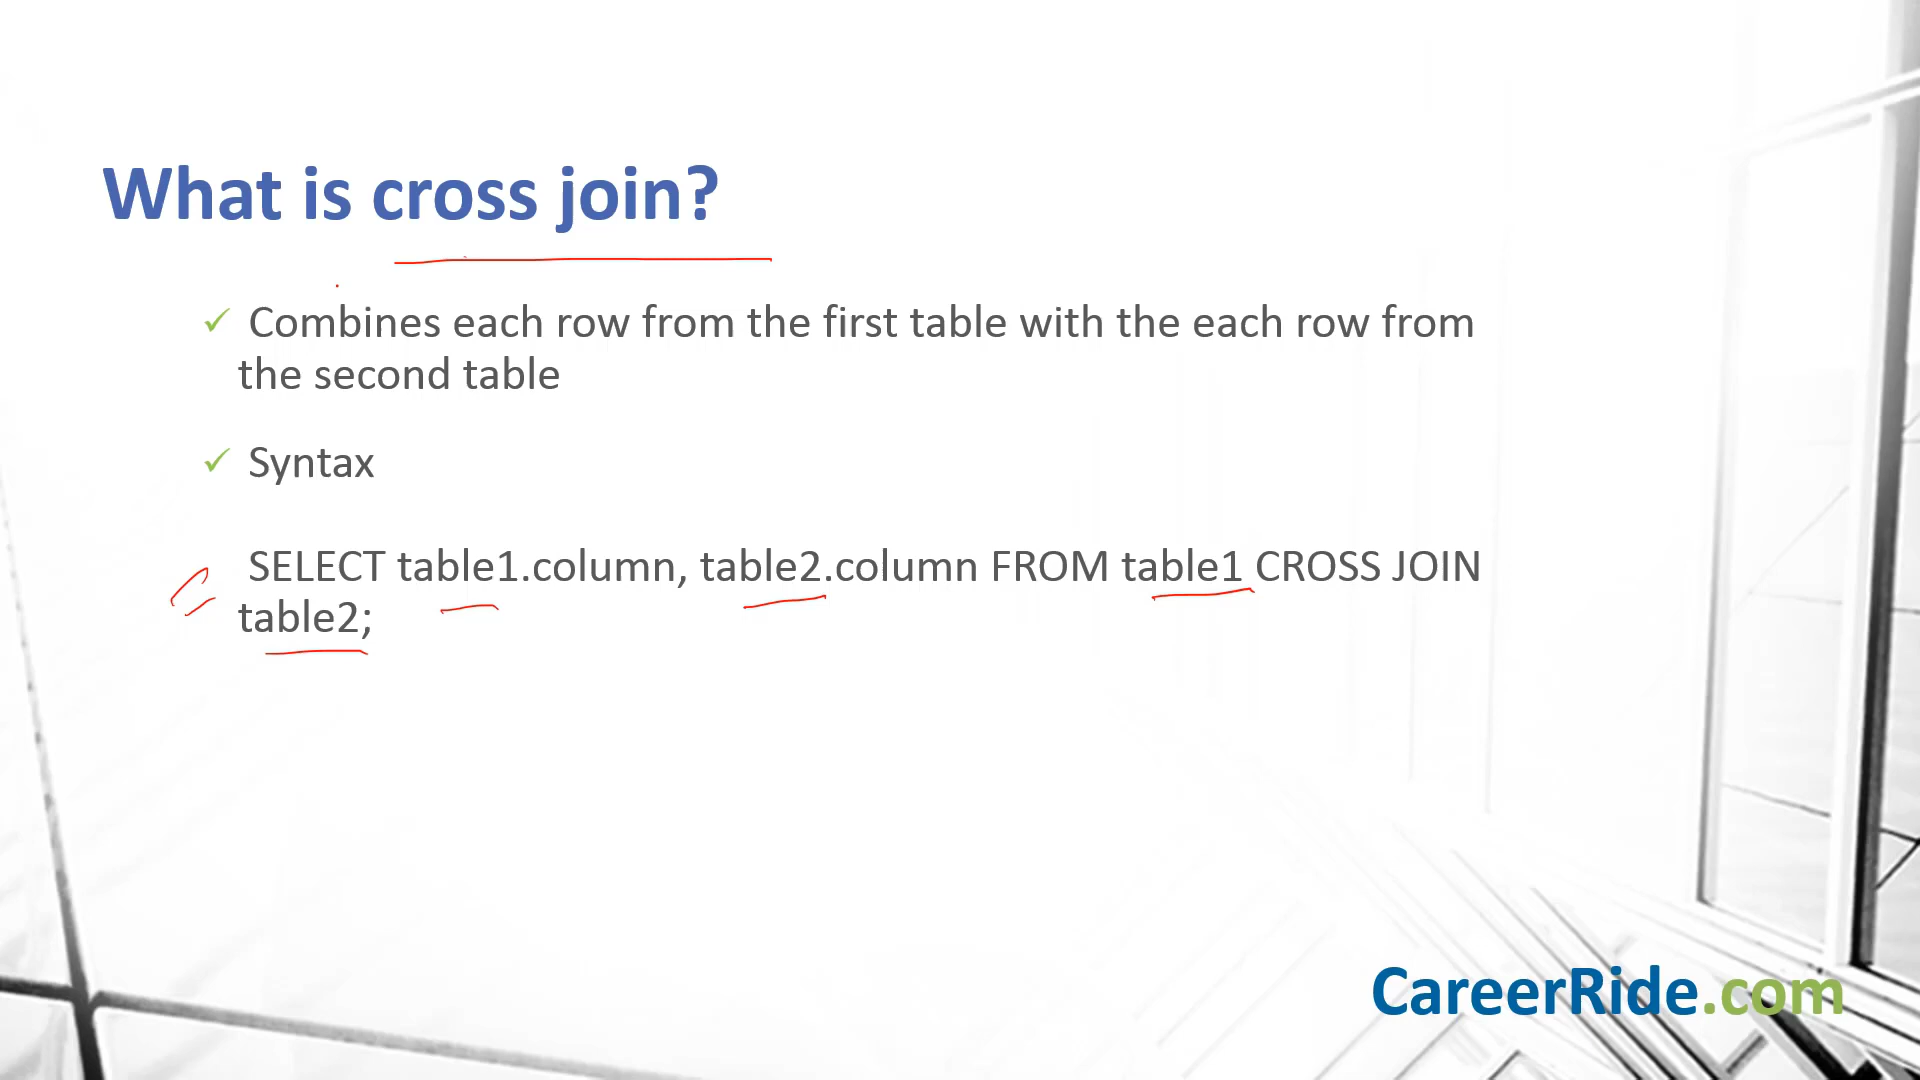 What is cross join?
✓ Combines each row from the first table with the each row from
the second table
✓ Syntax
SELECT table1.column, table2.column FROM table1 CROSS JOIN
table2;
CareerRide.com